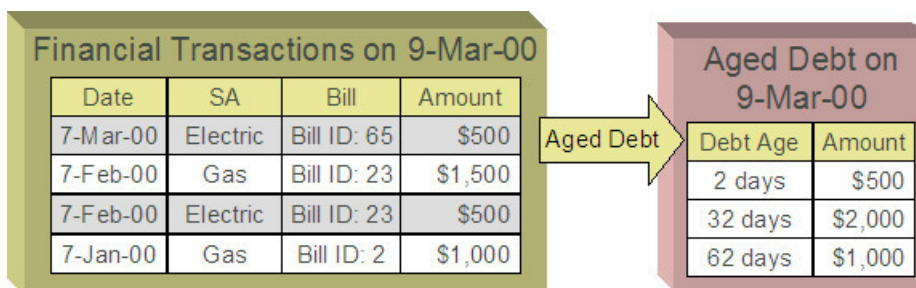 Financial Transactions on 9-Mar-00
Date SA Bill Amount
7-Mar-00 Electric Bill ID: 65 $500
7-Feb-00 Gas Bill ID: 23 $1,500
7-Feb-00 Electric Bill ID: 23 $500
7-Jan-00 Gas Bill ID: 2 $1,000
Aged Debt
Aged Debt on
9-Mar-00
Debt Age Amount
2 days $500
32 days $2,000
62 days $1,000